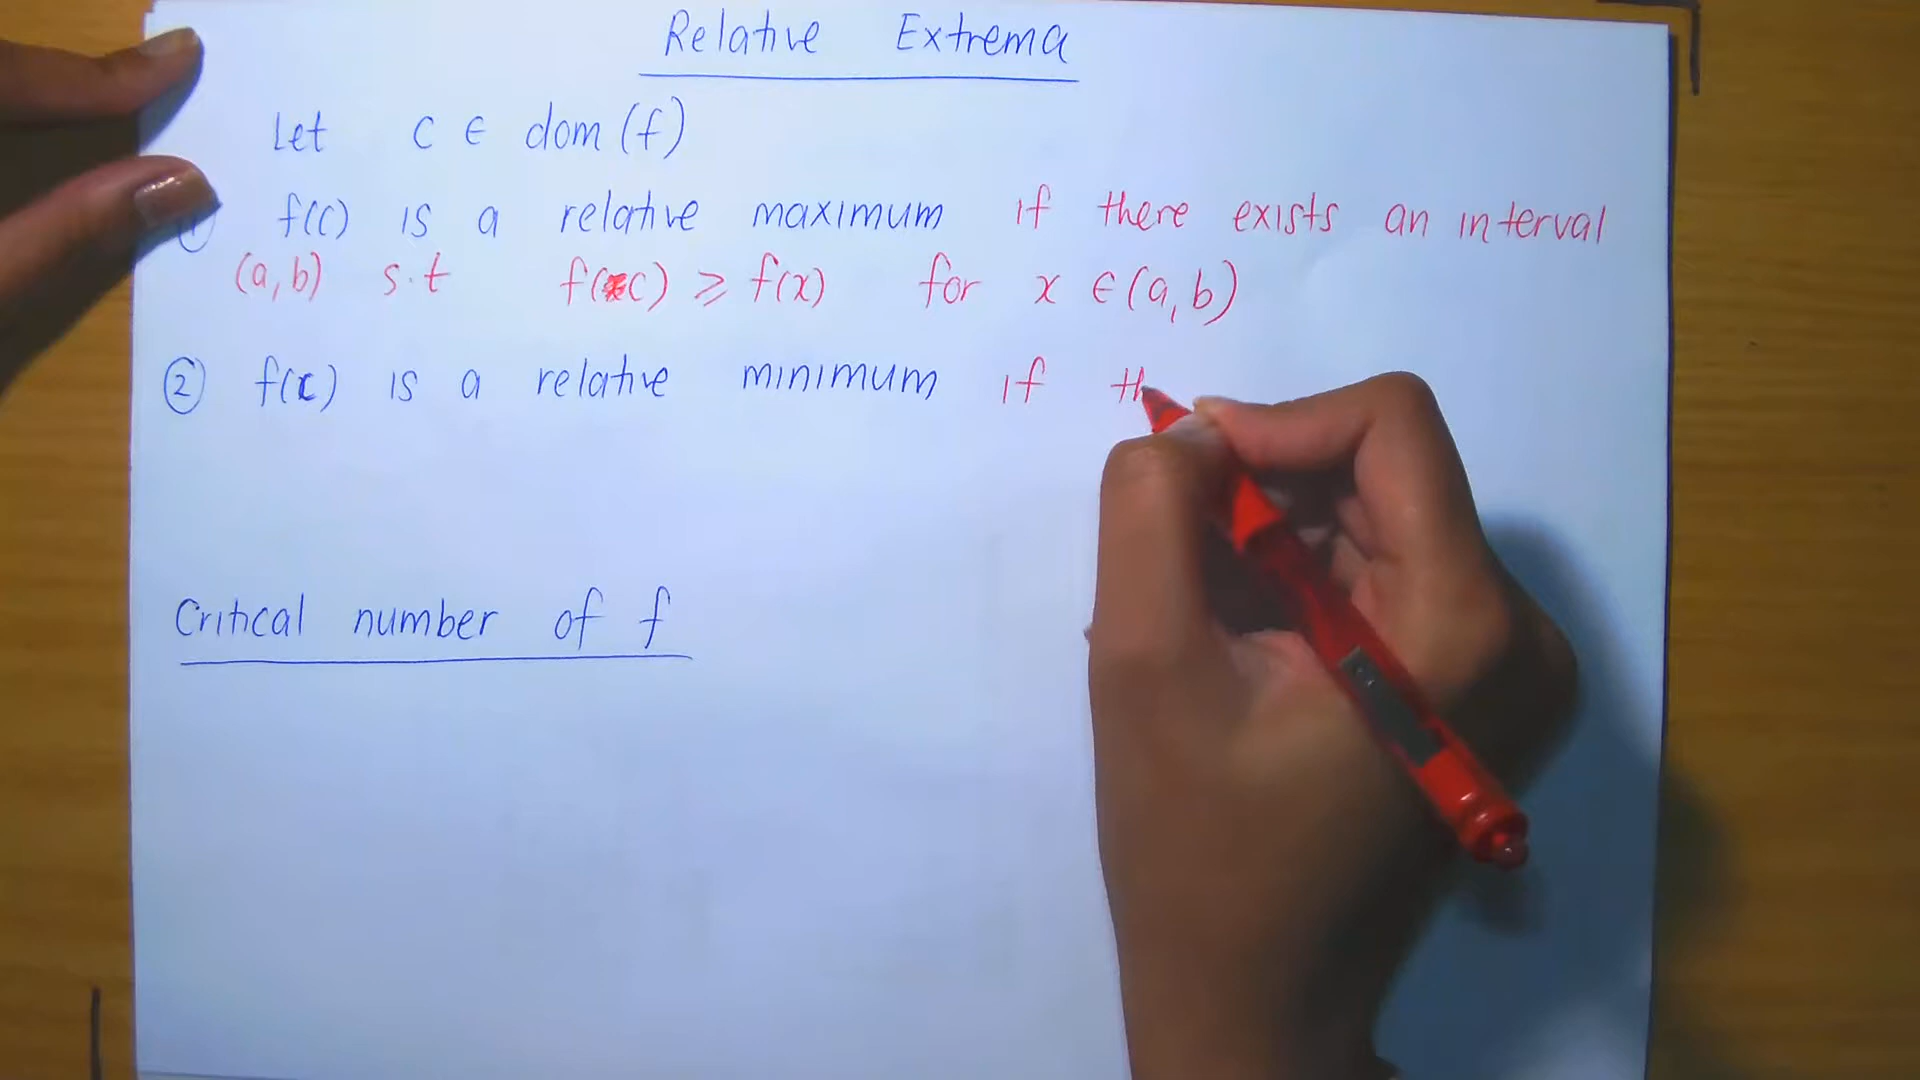 Relative Extrema
Let c ∈ dom (f)
① f(c) is a relative maximum if there exists an interval
(a, b) s.t f(c) ⩾ f(x) for x ∈ (a, b)
② f(c) is a relative minimum if th
Critical number of f